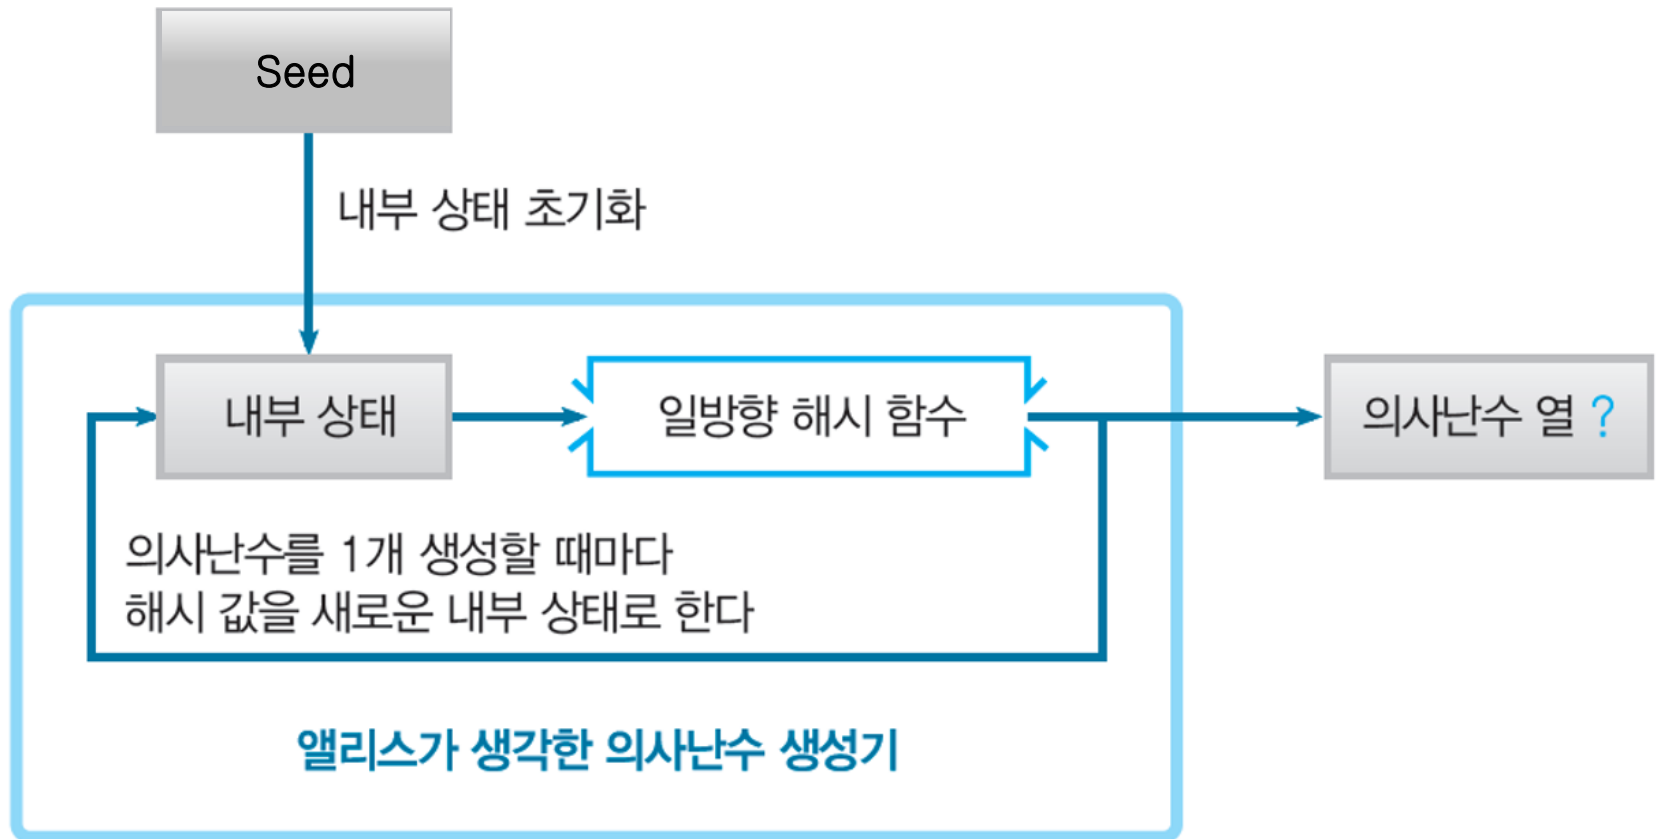 Seed
내부 상태 초기화
내부 상태
일방향 해시 함수
의사난수 열 ?
의사난수를 1개 생성할 때마다
해시 값을 새로운 내부 상태로 한다
앨리스가 생각한 의사난수 생성기